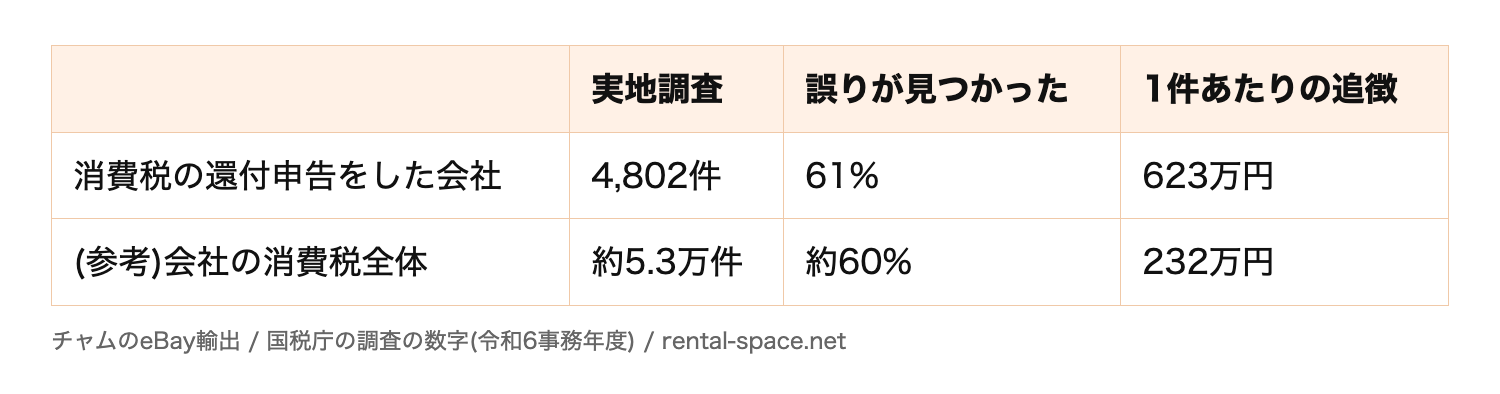 実地調査 誤りが見つかった 1件あたりの追徴
消費税の還付申告をした会社 4,802件 61% 623万円
(参考)会社の消費税全体 約5.3万件 約60% 232万円
チャムのeBay輸出 / 国税庁の調査の数字(令和6事務年度) / rental-space.net